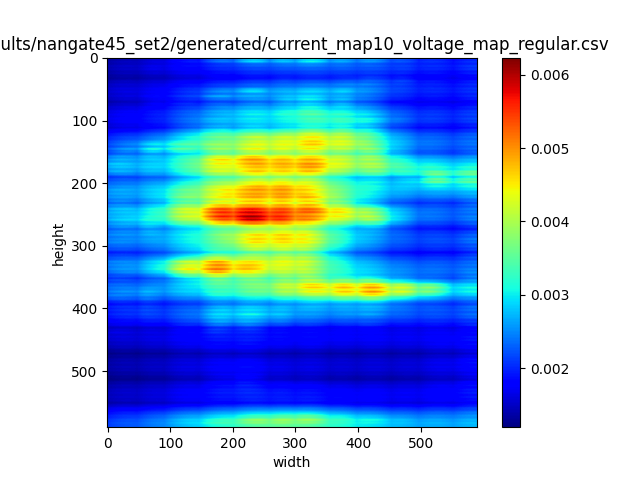 ults/nangate45_set2/generated/current_map10_voltage_map_regular.csv
0
100
200
300
400
500
height
0 100 200 300 400 500
width
0.006
0.005
0.004
0.003
0.002